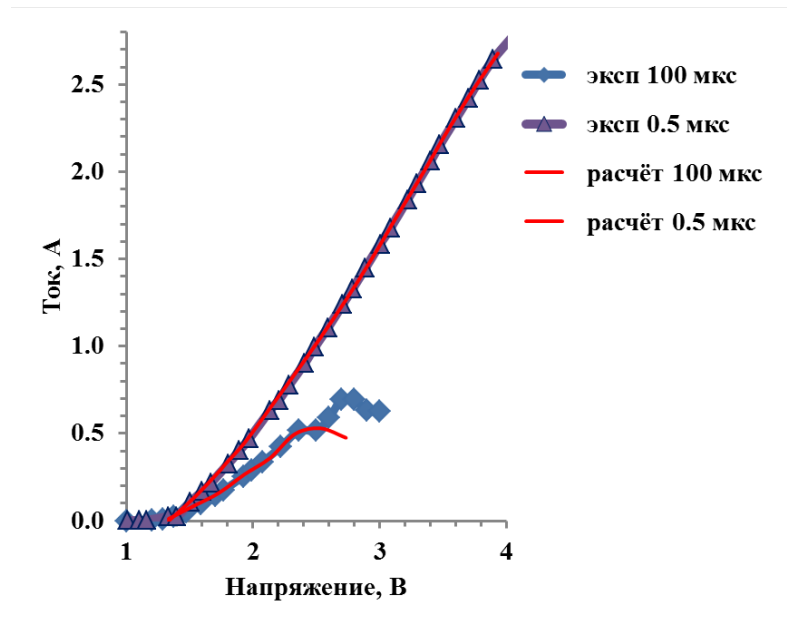 2.5
2.0
1.5
1.0
0.5
0.0
1
2
3
4
Ток, А
Напряжение, В
эксп 100 мкс
эксп 0.5 мкс
расчёт 100 мкс
расчёт 0.5 мкс